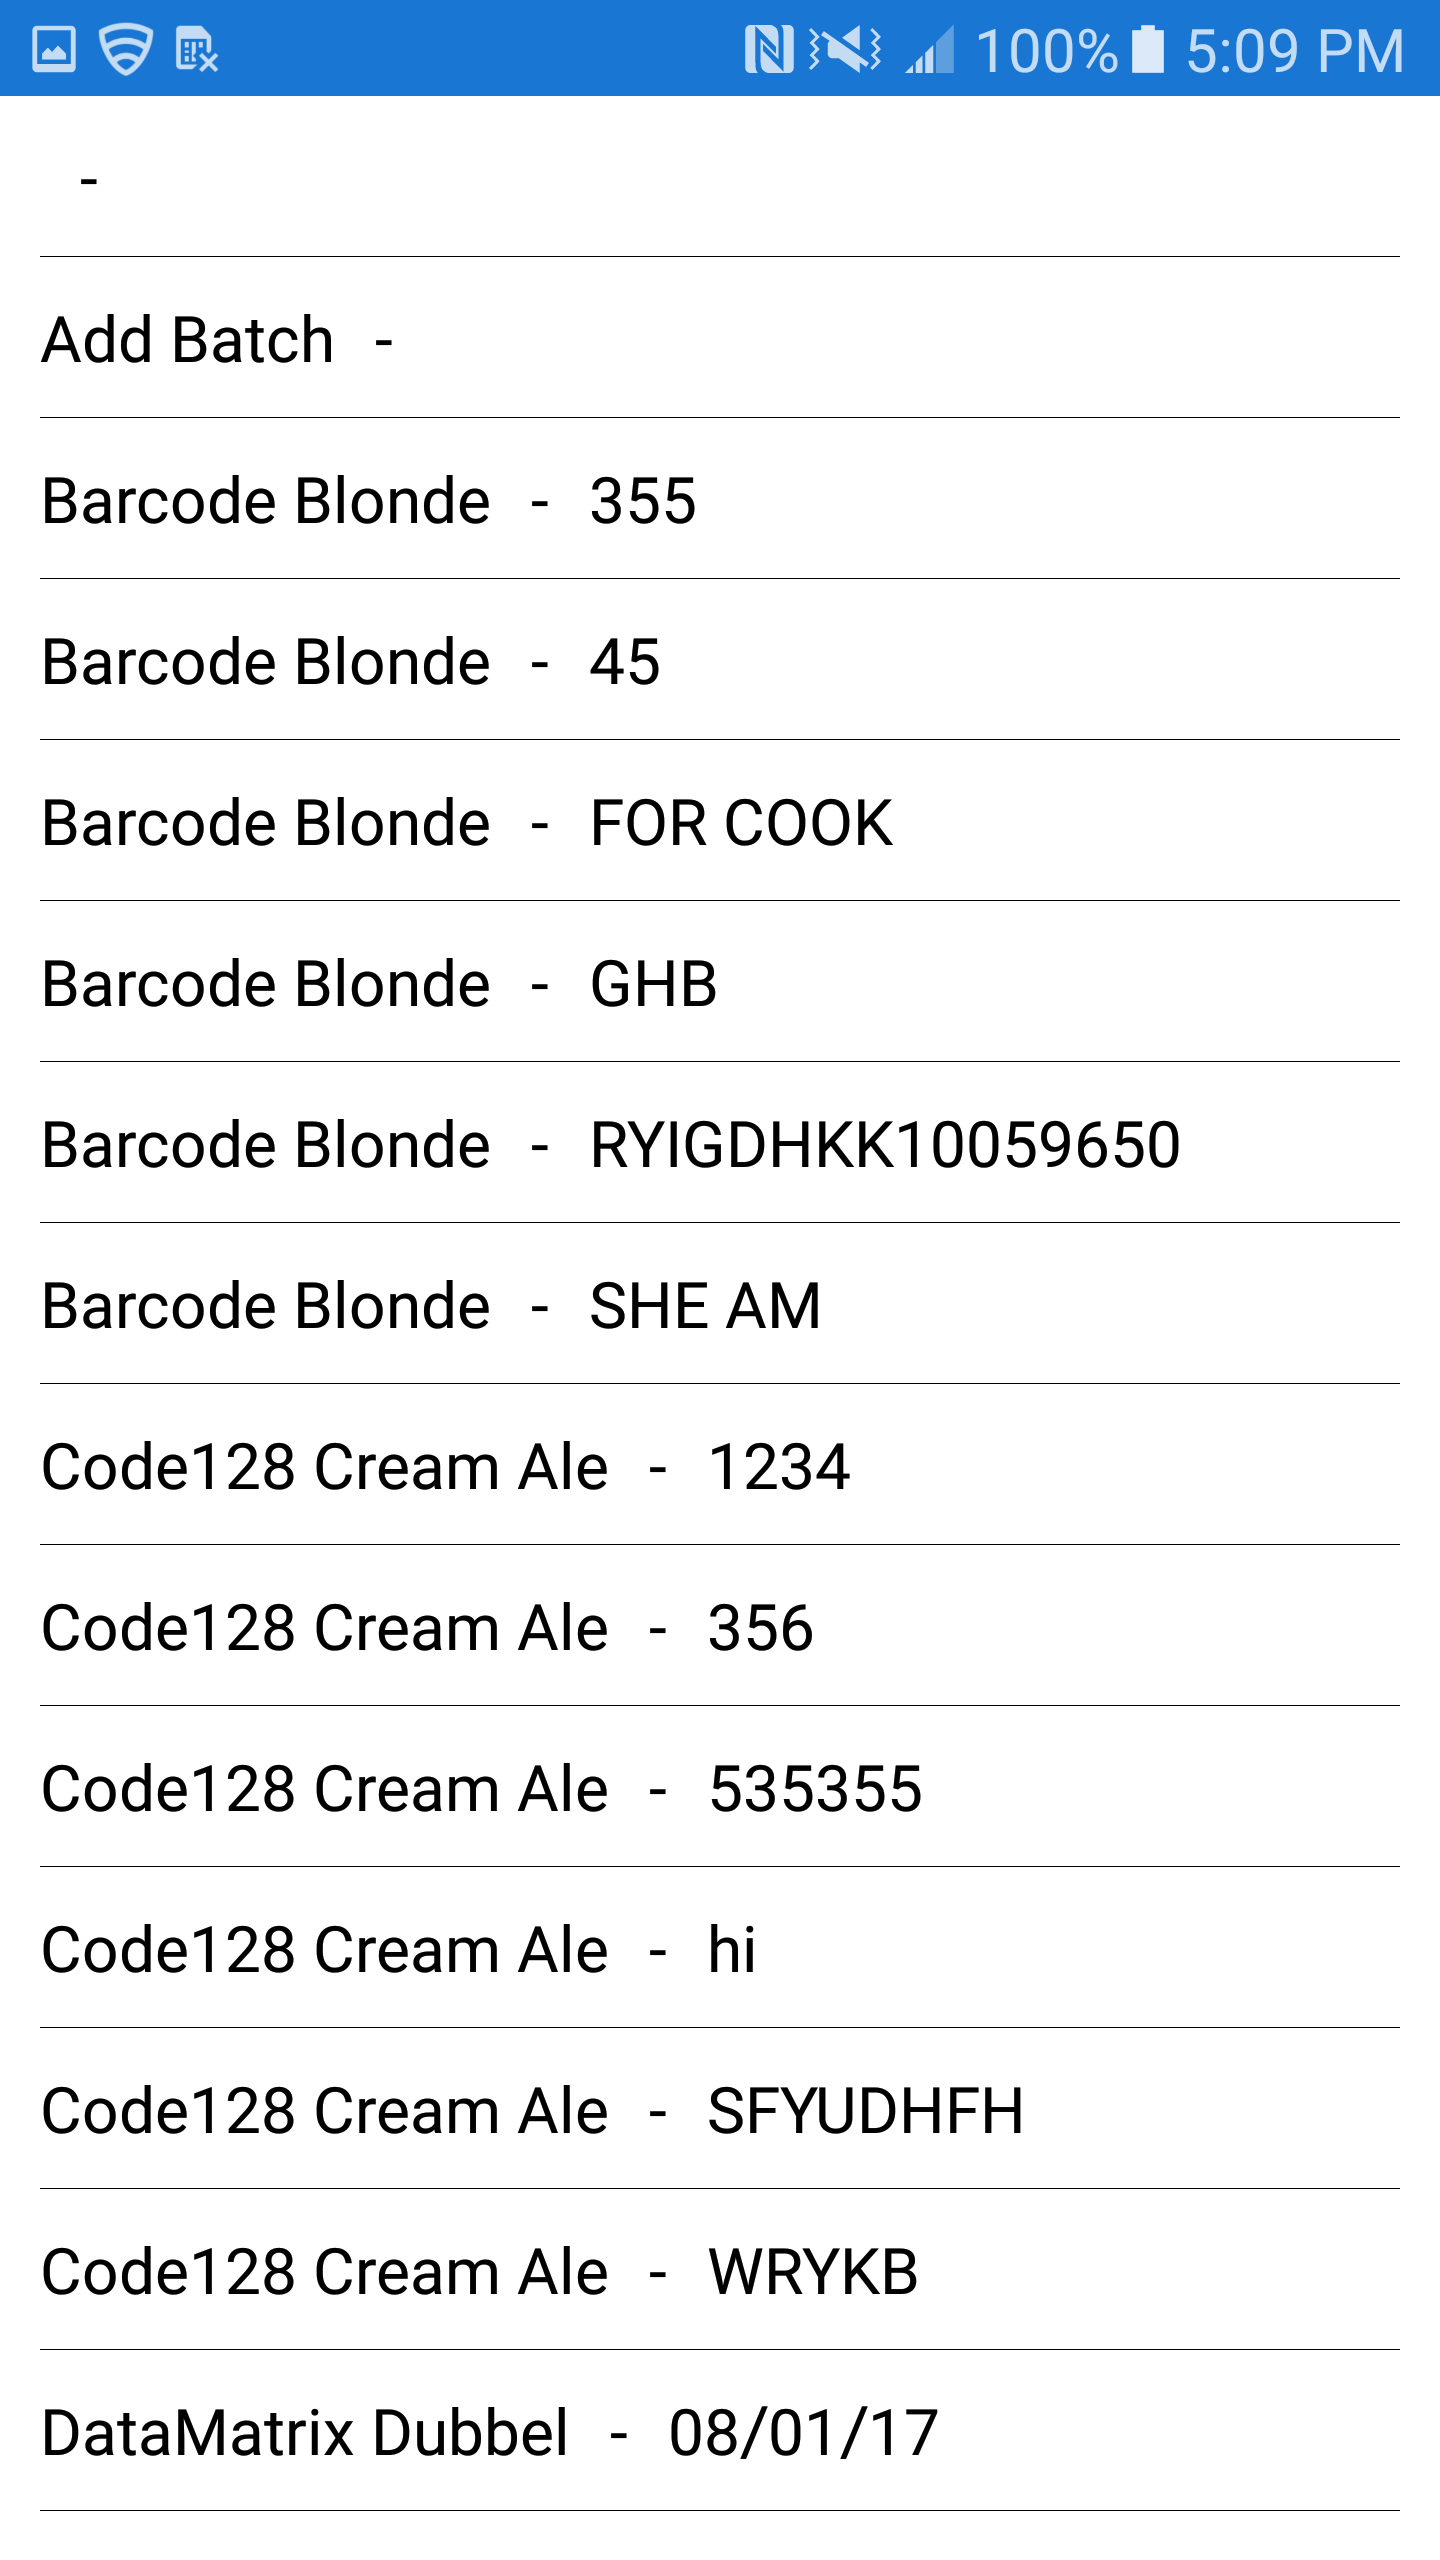 100% 5:09 PM
-
Add Batch -
Barcode Blonde - 355
Barcode Blonde - 45
Barcode Blonde - FOR COOK
Barcode Blonde - GHB
Barcode Blonde - RYIGDHKK10059650
Barcode Blonde - SHE AM
Code128 Cream Ale - 1234
Code128 Cream Ale - 356
Code128 Cream Ale - 535355
Code128 Cream Ale - hi
Code128 Cream Ale - SFYUDHFH
Code128 Cream Ale - WRYKB
DataMatrix Dubbel - 08/01/17